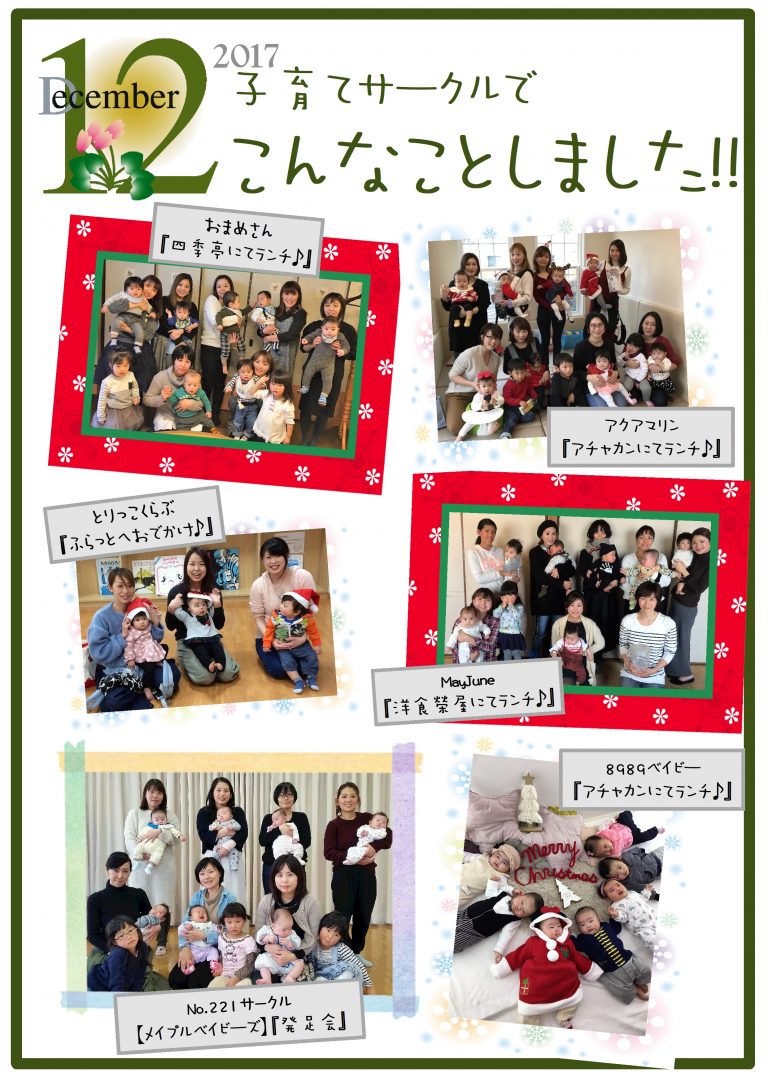 2017
12
December
子育てサークルで
こんなことしました!!
おまめさん
『四季亭にてランチ♪』
アクアマリン
『アチャカンにてランチ♪』
とりっこくらぶ
『ふらっとへおでかけ♪』
MayJune
『洋食榮屋にてランチ♪』
8989ベイビー
『アチャカンにてランチ♪』
Merry
Christmas
No.221サークル
【メイプルベイビーズ】『発足会』